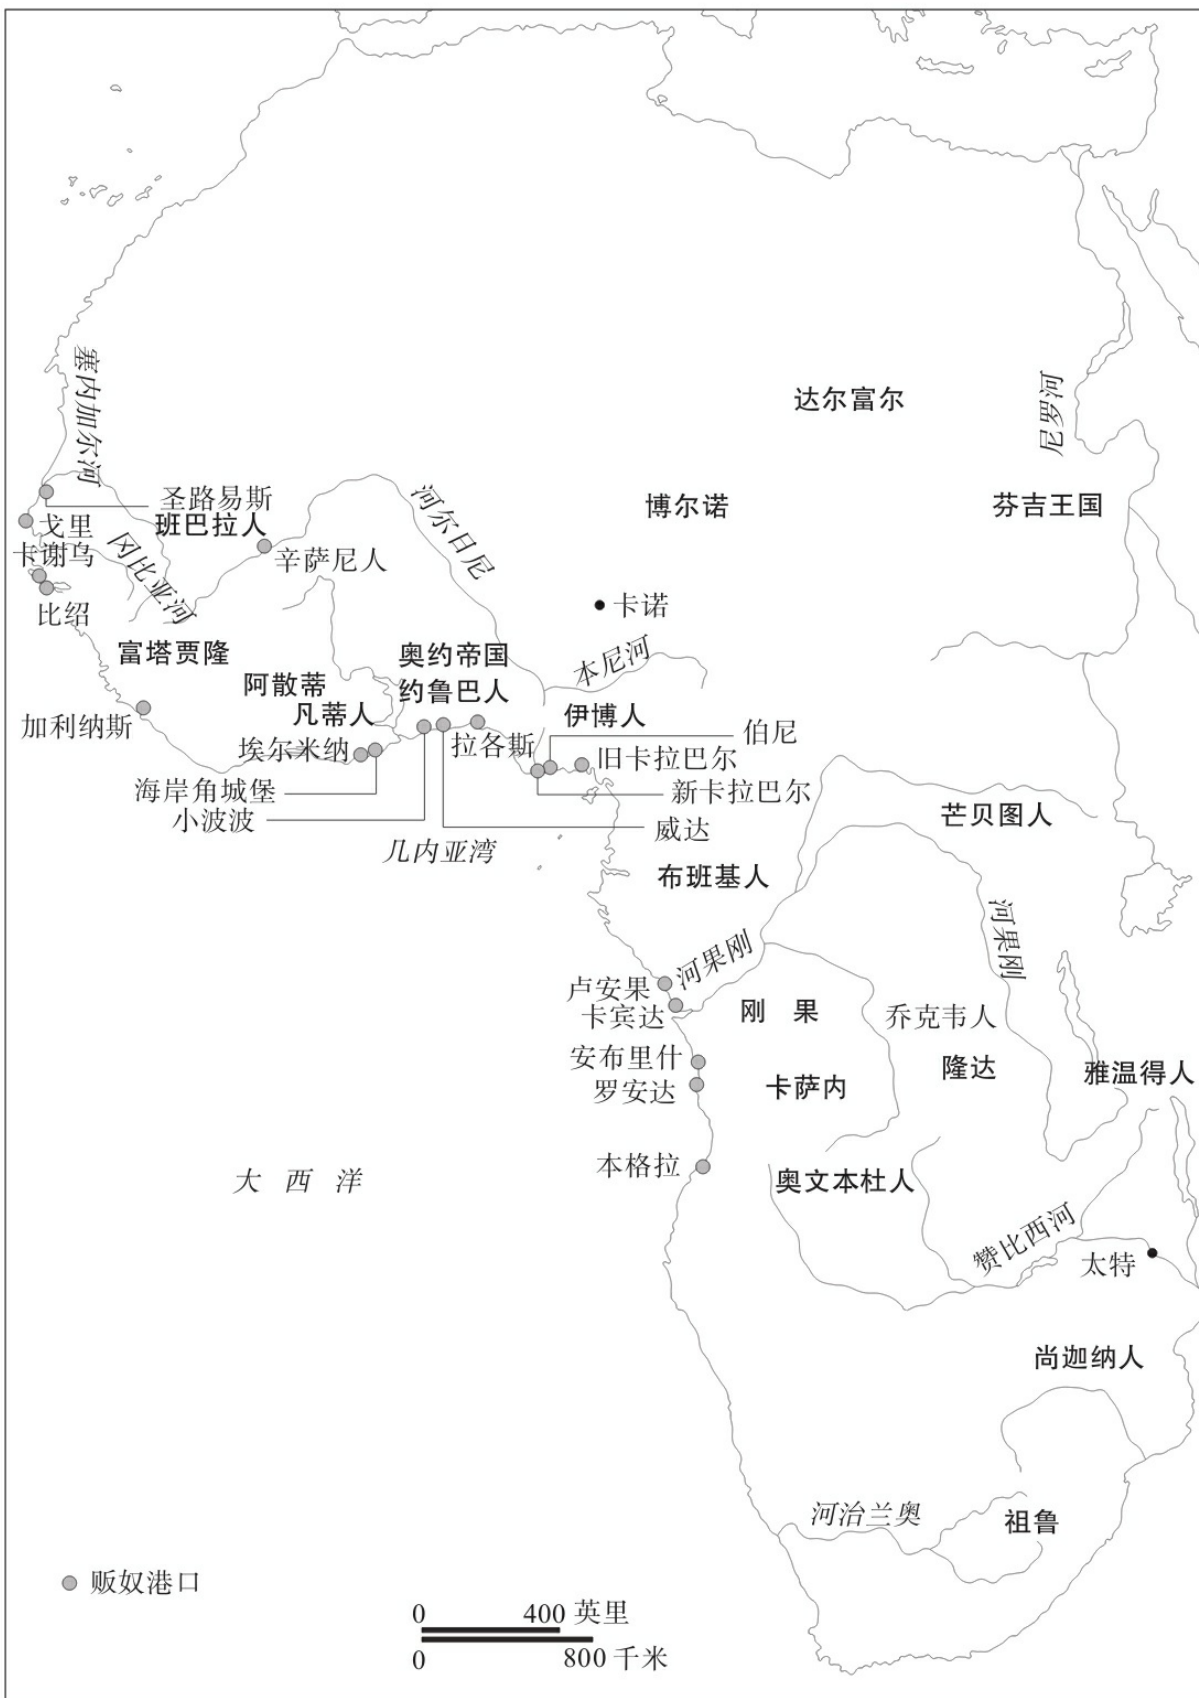 塞内加尔河
达尔富尔
尼罗河
圣路易斯
班巴拉人
河尔日尼
博尔诺
芬吉王国
戈里
卡谢乌
冈比亚河
辛萨尼人
比绍
卡诺
富塔贾隆
奥约帝国
本尼河
阿散蒂
约鲁巴人
凡蒂人
伊博人
加利纳斯
埃尔米纳
拉各斯
伯尼
旧卡拉巴尔
海岸角城堡
新卡拉巴尔
小波波
威达
芒贝图人
几内亚湾
布班基人
河果刚
河果刚
卢安果
卡宾达
刚 果
乔克韦人
安布里什
罗安达
卡萨内
隆达
雅温得人
本格拉
大 西 洋
奥文本杜人
赞比西河
太特
尚迦纳人
河治兰奥
祖鲁
贩奴港口
0 400 英里
0 800 千米